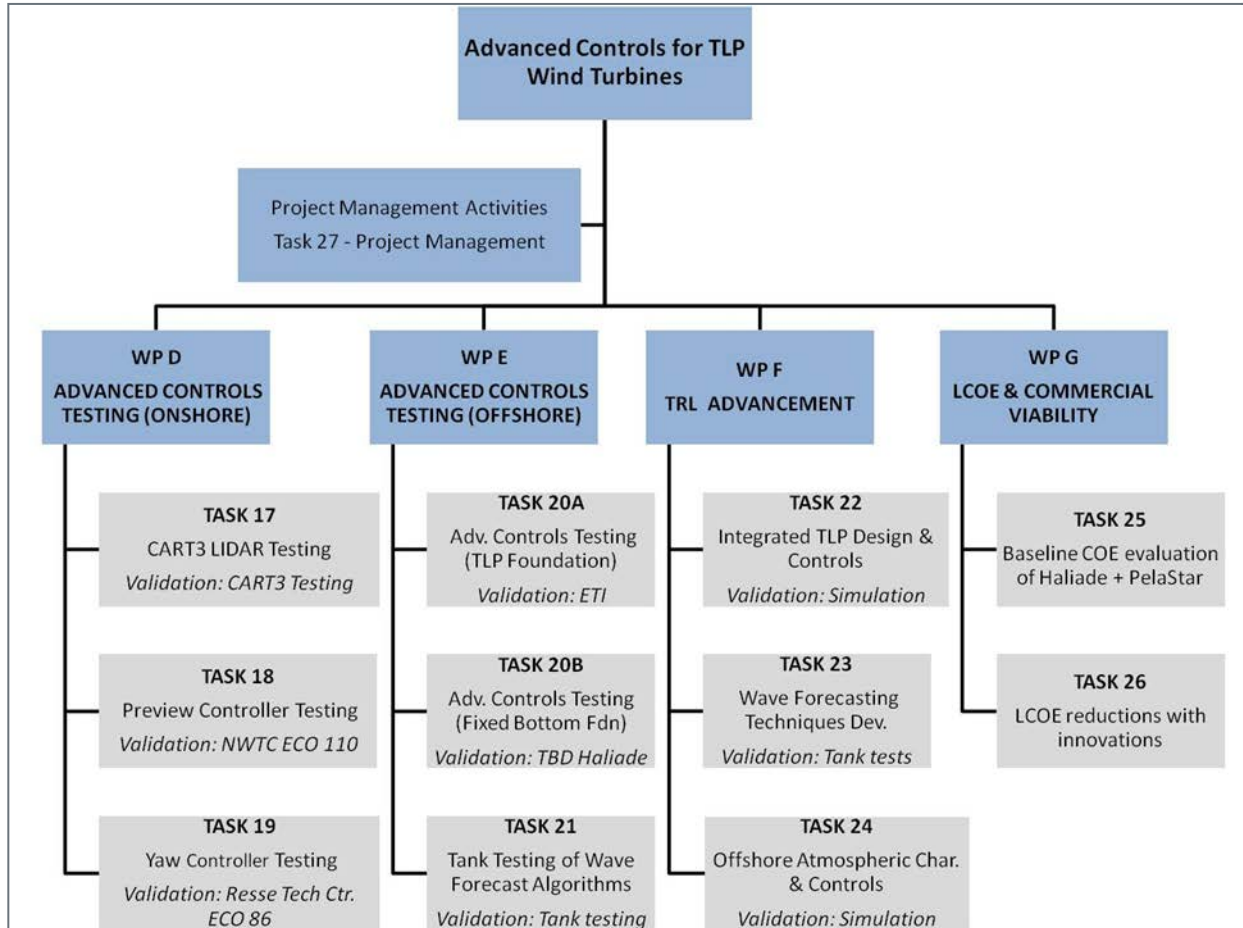 Advanced Controls for TLP
Wind Turbines
Project Management Activities
Task 27 - Project Management
WP D
ADVANCED CONTROLS
TESTING (ONSHORE)
TASK 17
CART3 LIDAR Testing
Validation: CART3 Testing
TASK 18
Preview Controller Testing
Validation: NWTC ECO 110
TASK 19
Yaw Controller Testing
Validation: Resse Tech Ctr.
ECO 86
WP E
ADVANCED CONTROLS
TESTING (OFFSHORE)
TASK 20A
Adv. Controls Testing
(TLP Foundation)
Validation: ETI
TASK 20B
Adv. Controls Testing
(Fixed Bottom Fdn)
Validation: TBD Haliade
TASK 21
Tank Testing of Wave
Forecast Algorithms
Validation: Tank testing
WP F
TRL ADVANCEMENT
TASK 22
Integrated TLP Design &
Controls
Validation: Simulation
TASK 23
Wave Forecasting
Techniques Dev.
Validation: Tank tests
TASK 24
Offshore Atmospheric Char.
& Controls
Validation: Simulation
WP G
LCOE & COMMERCIAL
VIABILITY
TASK 25
Baseline COE evaluation
of Haliade + PelaStar
TASK 26
LCOE reductions with
innovations